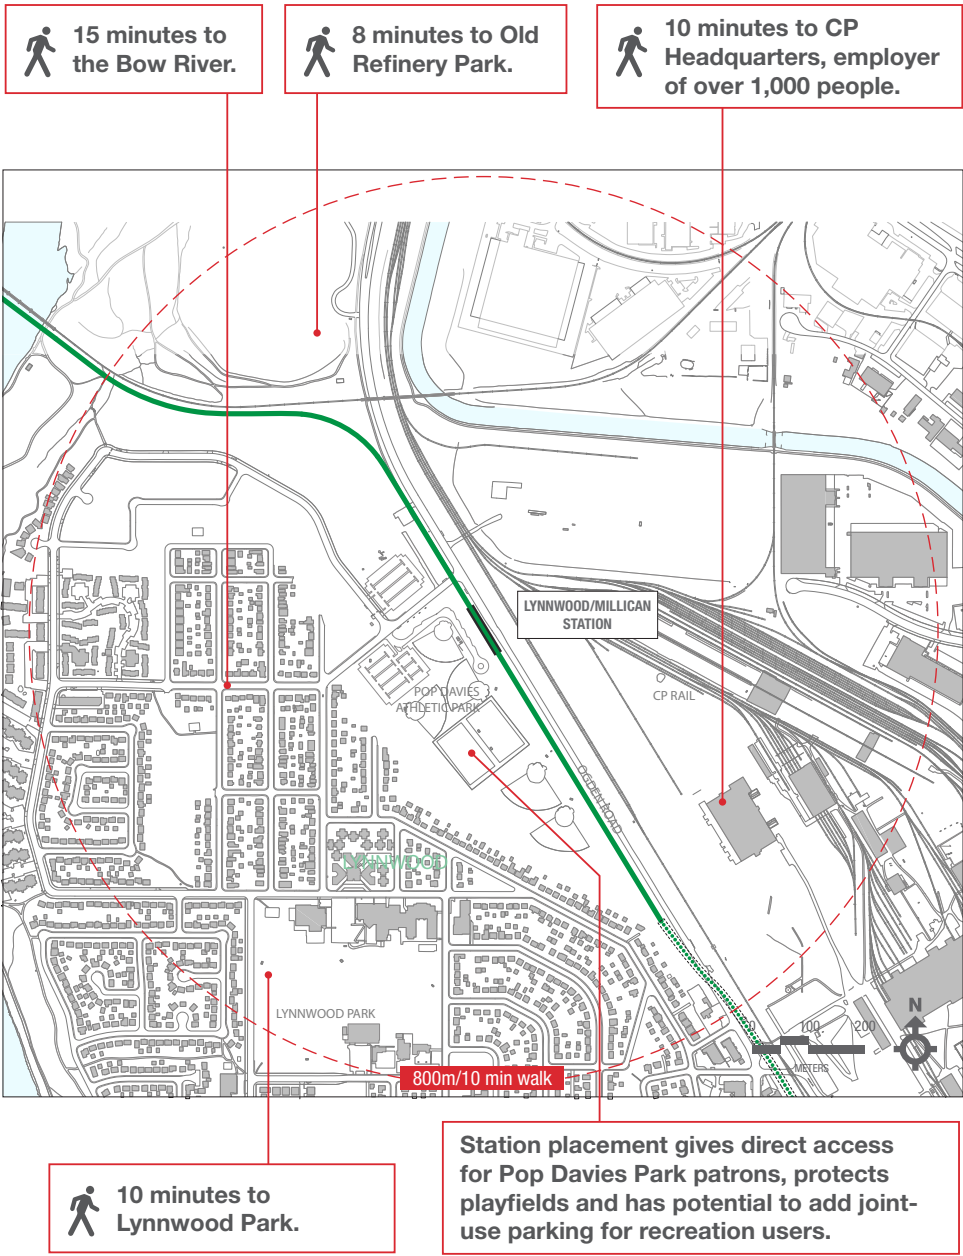 15 minutes to
the Bow River.
8 minutes to Old
Refinery Park.
10 minutes to CP
Headquarters, employer
of over 1,000 people.
LYNNWOOD/MILLICAN
STATION
POP DAVIES
ATHLETIC PARK
CP RAIL
OGDEN ROAD
LYNNWOOD
LYNNWOOD PARK
N
0 100 200
METERS
800m/10 min walk
10 minutes to
Lynnwood Park.
Station placement gives direct access
for Pop Davies Park patrons, protects
playfields and has potential to add joint-
use parking for recreation users.